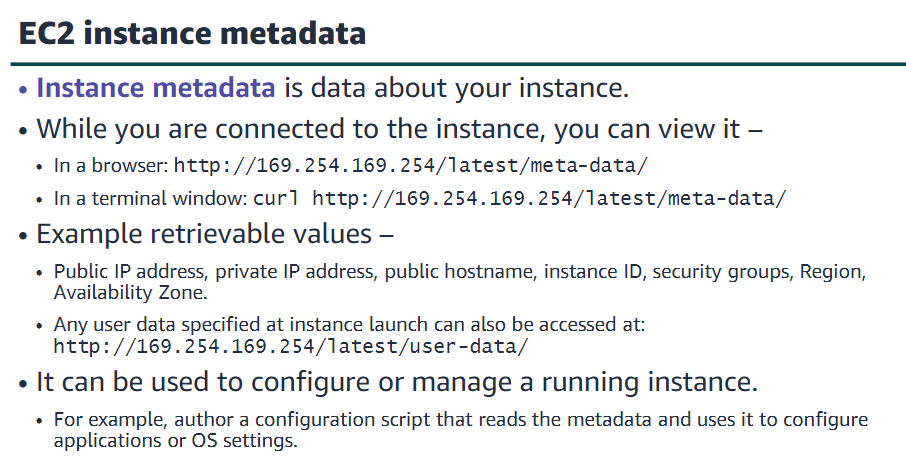 EC2 instance metadata
• Instance metadata is data about your instance.
• While you are connected to the instance, you can view it –
• In a browser: http://169.254.169.254/latest/meta-data/
• In a terminal window: curl http://169.254.169.254/latest/meta-data/
• Example retrievable values –
• Public IP address, private IP address, public hostname, instance ID, security groups, Region,
Availability Zone.
• Any user data specified at instance launch can also be accessed at:
http://169.254.169.254/latest/user-data/
• It can be used to configure or manage a running instance.
• For example, author a configuration script that reads the metadata and uses it to configure
applications or OS settings.